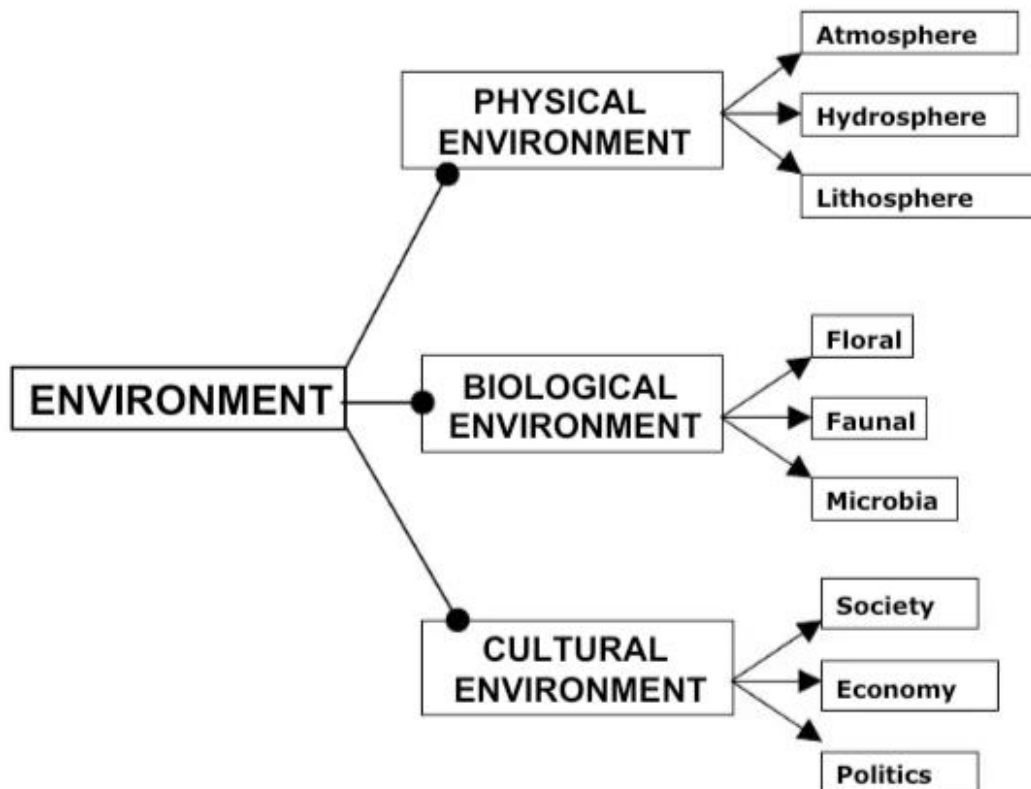 ENVIRONMENT
PHYSICAL
ENVIRONMENT
Atmosphere
Hydrosphere
Lithosphere
BIOLOGICAL
ENVIRONMENT
Floral
Faunal
Microbia
CULTURAL
ENVIRONMENT
Society
Economy
Politics